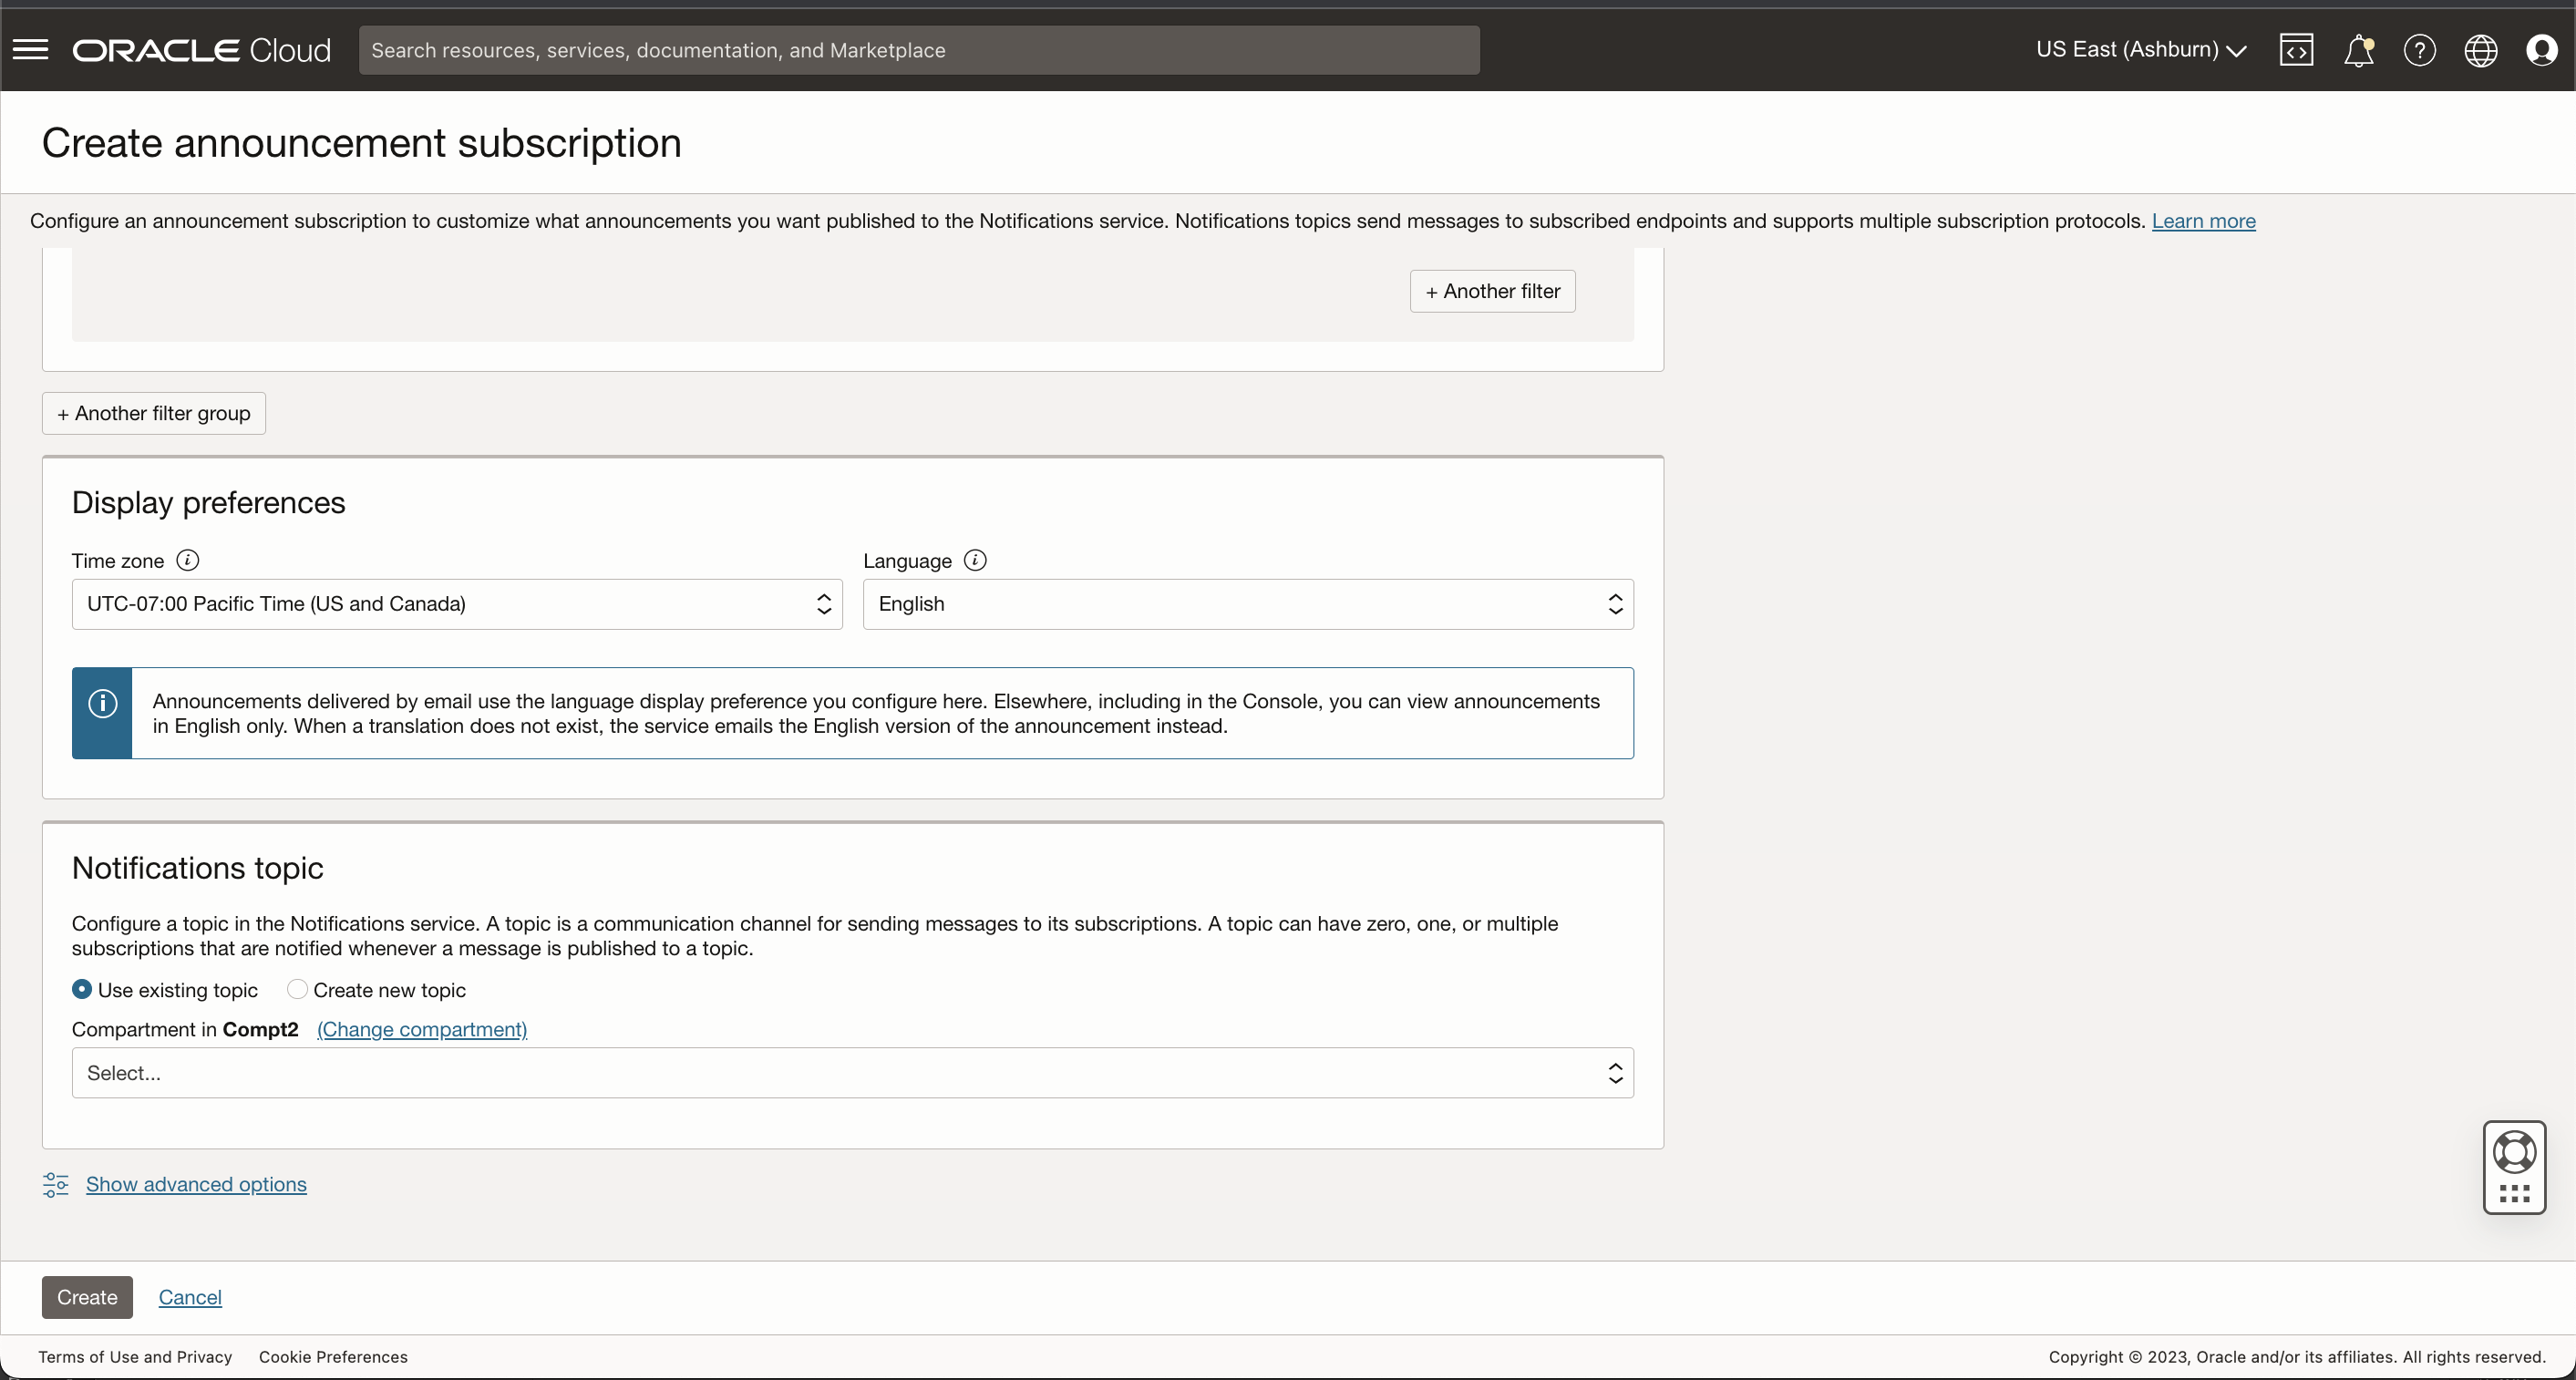 ORACLE Cloud
Search resources, services, documentation, and Marketplace
US East (Ashburn)
Create announcement subscription
Configure an announcement subscription to customize what announcements you want published to the Notifications service. Notifications topics send messages to subscribed endpoints and supports multiple subscription protocols. Learn more
+ Another filter
+ Another filter group
Display preferences
Time zone
Language
UTC-07:00 Pacific Time (US and Canada)
English
Announcements delivered by email use the language display preference you configure here. Elsewhere, including in the Console, you can view announcements
in English only. When a translation does not exist, the service emails the English version of the announcement instead.
Notifications topic
Configure a topic in the Notifications service. A topic is a communication channel for sending messages to its subscriptions. A topic can have zero, one, or multiple
subscriptions that are notified whenever a message is published to a topic.
Use existing topic
Create new topic
Compartment in Compt2 (Change compartment)
Select...
Show advanced options
Create
Cancel
Terms of Use and Privacy
Cookie Preferences
Copyright © 2023, Oracle and/or its affiliates. All rights reserved.